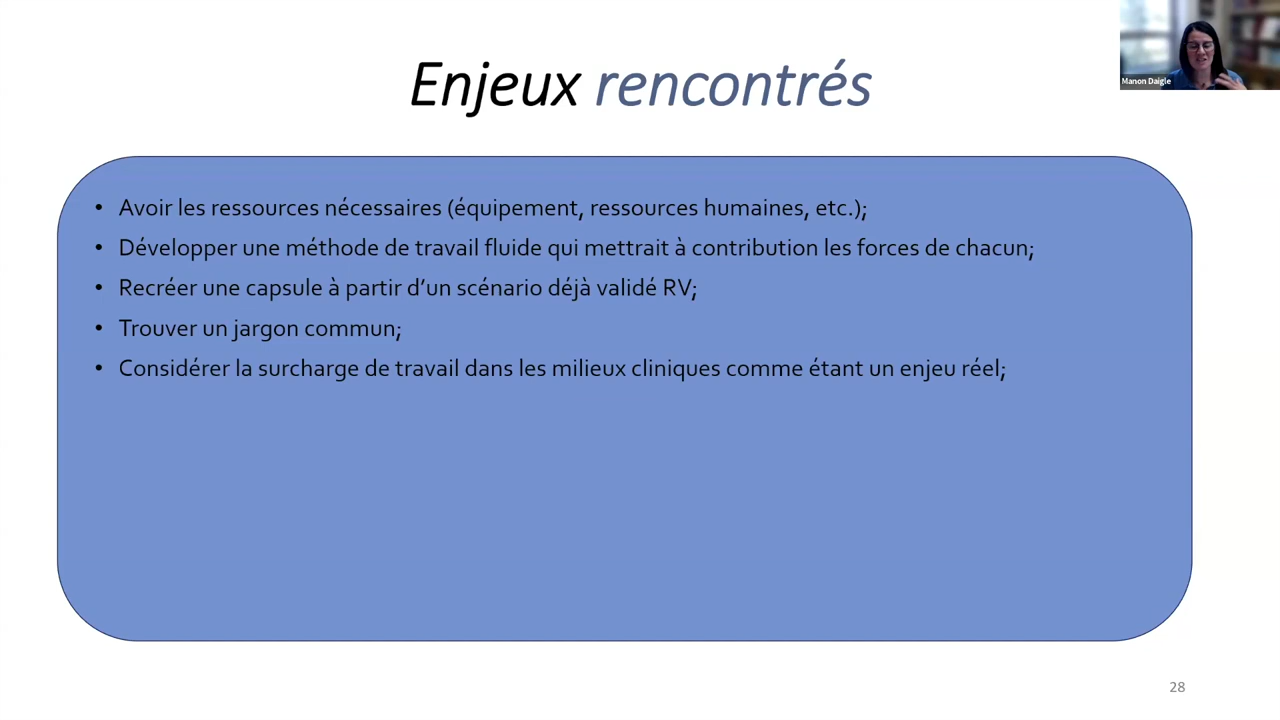 Enjeux rencontrés
Manon Daigle
• Avoir les ressources nécessaires (équipement, ressources humaines, etc.);
• Développer une méthode de travail fluide qui mettrait à contribution les forces de chacun;
• Recréer une capsule à partir d’un scénario déjà validé RV;
• Trouver un jargon commun;
• Considérer la surcharge de travail dans les milieux cliniques comme étant un enjeu réel;
28